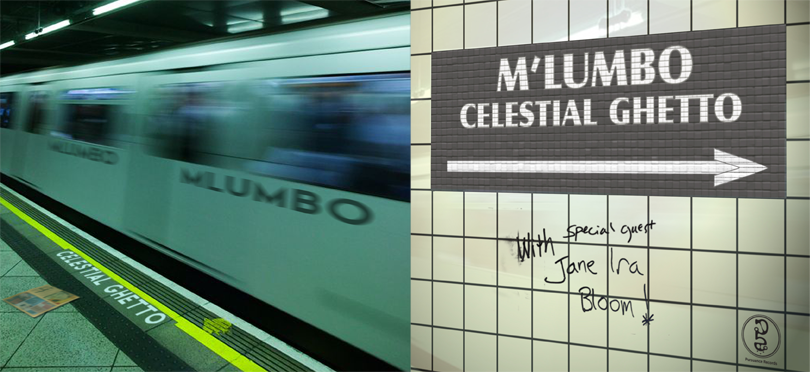 MLUMBO
MLUMBO
CELESTIAL GHETTO
M'LUMBO
CELESTIAL GHETTO
With special guest
Jane Ira
Bloom!